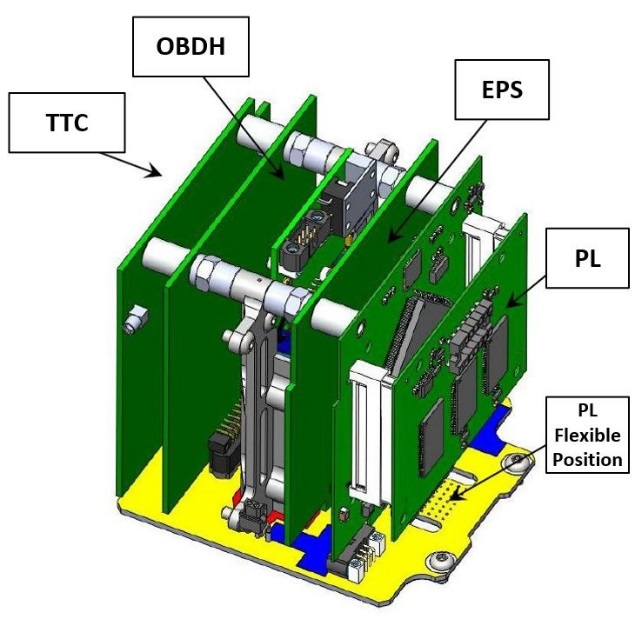 OBDH
EPS
TTC
PL
PL
Flexible
Position